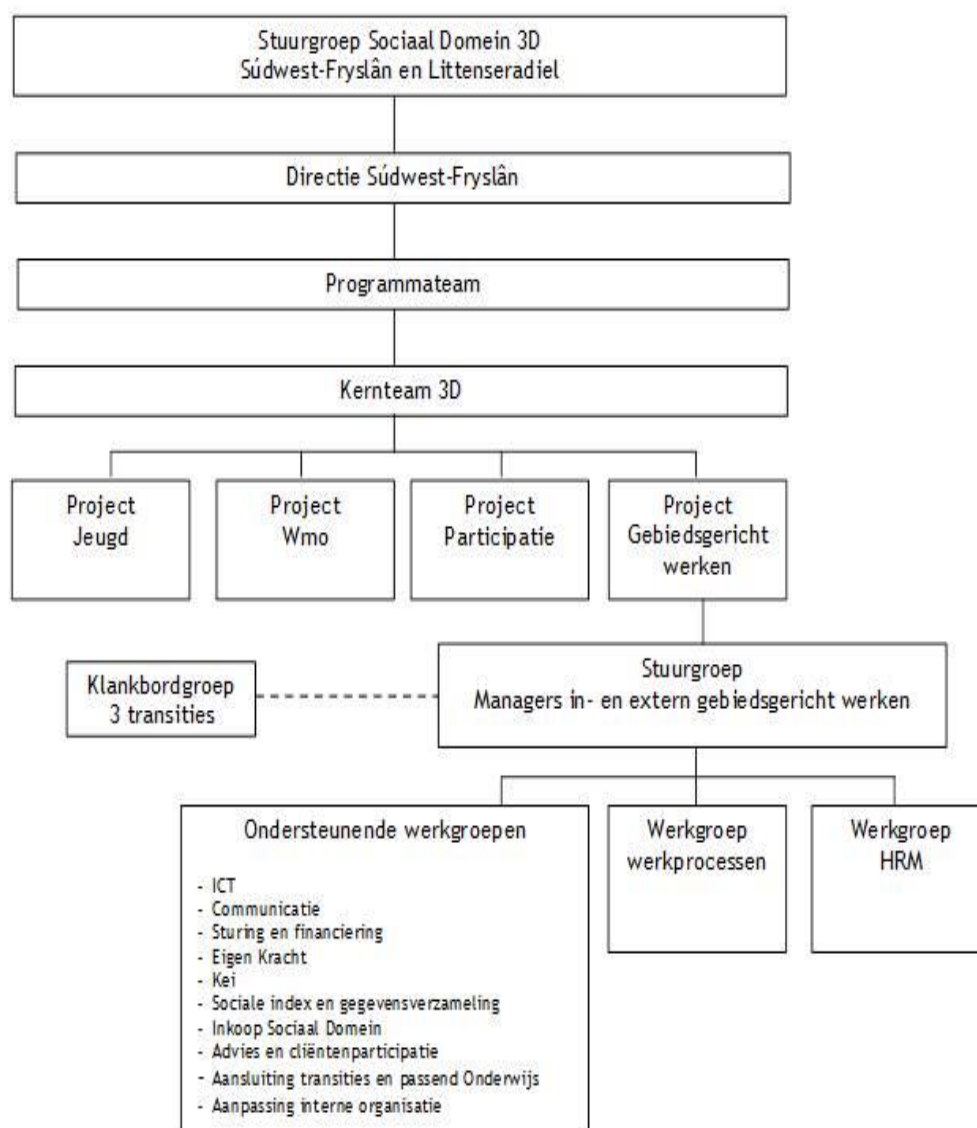 Stuurgroep Sociaal Domein 3D
Súdwest-Fryslân en Littenseradiel
Directie Súdwest-Fryslân
Programmateam
Kernteam 3D
Project
Jeugd
Project
Wmo
Project
Participatie
Project
Gebiedsgericht
werken
Klankbordgroep
3 transities
Stuurgroep
Managers in- en extern gebiedsgericht werken
Ondersteunende werkgroepen
- ICT
- Communicatie
- Sturing en financiering
- Eigen Kracht
- Kei
- Sociale index en gegevensverzameling
- Inkoop Sociaal Domein
- Advies en cliëntenparticipatie
- Aansluiting transities en passend Onderwijs
- Aanpassing interne organisatie
Werkgroep
werkprocessen
Werkgroep
HRM